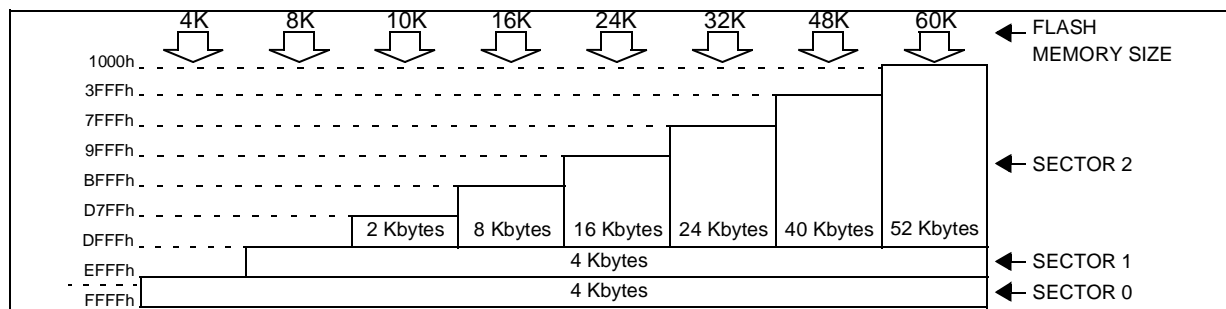 4K 8K 10K 16K 24K 32K 48K 60K
FLASH
MEMORY SIZE
1000h
3FFFh
7FFFh
9FFFh
BFFFh
SECTOR 2
D7FFh
2 Kbytes 8 Kbytes 16 Kbytes 24 Kbytes 40 Kbytes 52 Kbytes
DFFFh
4 Kbytes
SECTOR 1
EFFFh
4 Kbytes
SECTOR 0
FFFFh